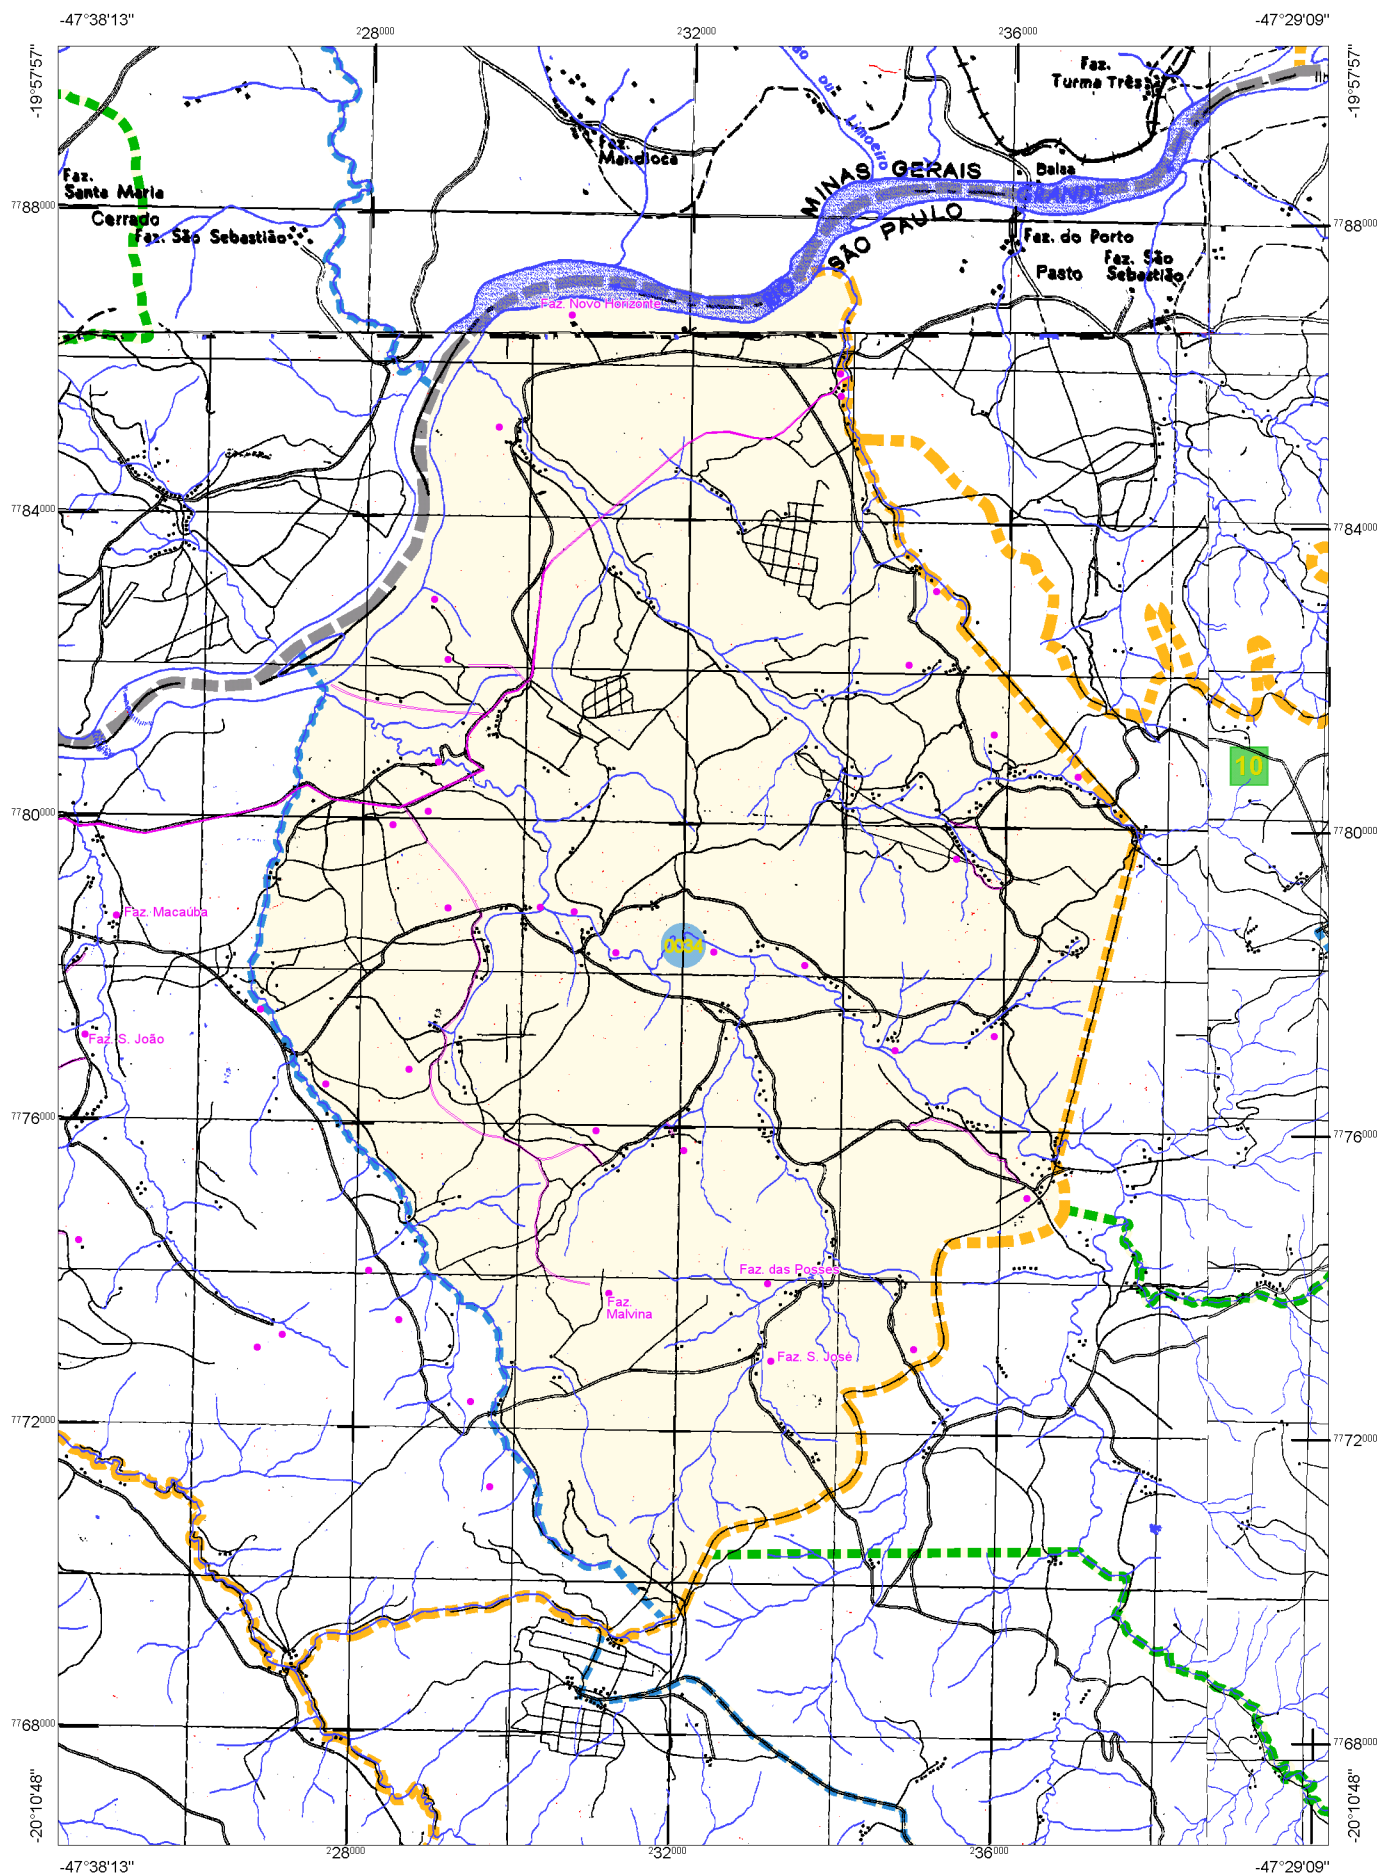 -47°38'13"
-47°29'09"
228000
232000
236000
-19°57'57"
-19°57'57"
Faz.
Turma Três
ão ou
Limoeiro
Faz.
Mandioca
MINAS GERAIS
Balsa
Faz.
Santa Maria
GRANDE
7788000
Cerrado
SÃO PAULO
7788000
Faz. São Sebastião
Faz. do Porto
Pasto
Faz. São
Sebastião
Faz. Novo Horizonte
7784000
7784000
10
7780000
7780000
Faz. Macaúba
0034
Faz. S. João
7776000
7776000
Faz. das Posses
Faz.
Malvina
Faz. S. José
7772000
7772000
7768000
7768000
-20°10'48"
-20°10'48"
228000
232000
236000
-47°38'13"
-47°29'09"